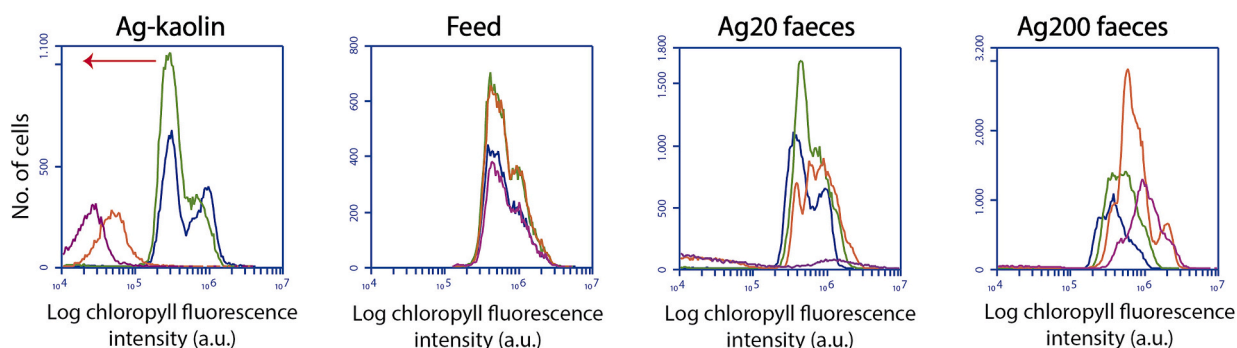 Ag-kaolin
Feed
Ag20 faeces
Ag200 faeces
No. of cells
1.100
500
0
10⁴
10⁵
10⁶
10⁷
Log chloropyll fluorescence
intensity (a.u.)
800
600
400
200
0
10⁴
10⁵
10⁶
10⁷
Log chloropyll fluorescence
intensity (a.u.)
1.800
1.500
1.000
500
0
10⁴
10⁵
10⁶
10⁷
Log chloropyll fluorescence
intensity (a.u.)
3.200
2.000
1.000
0
10⁴
10⁵
10⁶
10⁷
Log chloropyll fluorescence
intensity (a.u.)